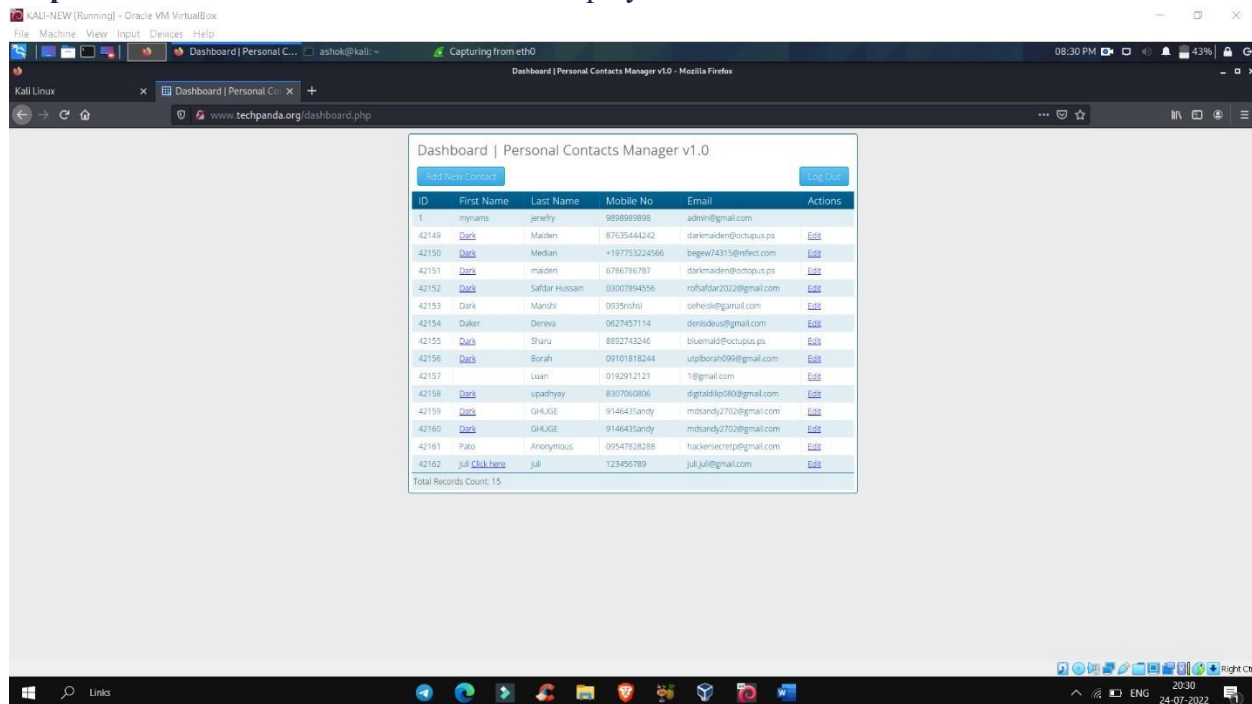 KALI-NEW [Running] - Oracle VM VirtualBox
File Machine View Input Devices Help
Dashboard | Personal C... ashok@kali: ~ Capturing from eth0 08:30 PM 43%
Dashboard | Personal Contacts Manager v1.0 - Mozilla Firefox
Kali Linux Dashboard | Personal Co
www.techpanda.org/dashboard.php
Dashboard | Personal Contacts Manager v1.0
Add New Contact Log Out
ID First Name Last Name Mobile No Email Actions
1 mynams jenefry 9898989898 admin@gmail.com
42149 Dark Maiden 87635444242 darkmaiden@octupus.ps Edit
42150 Dark Median +197753224566 begew74315@nifect.com Edit
42151 Dark maiden 6786786787 darkmaiden@octopus.ps Edit
42152 Dark Safdar Hussain 03007894556 rofsafdar2022@gmail.com Edit
42153 Dark Manshi 0935nshsi oeheisk@gamail.com Edit
42154 Daker Dereva 0627457114 denisdeus@gmail.com Edit
42155 Dark Sharu 8892743246 bluemaid@octupus.ps Edit
42156 Dark Borah 09101818244 utplborah099@gmail.com Edit
42157 Luan 0192912121 1@gmail.com Edit
42158 Dark upadhyay 8307060806 digitaldilip080@gmail.com Edit
42159 Dark GHUGE 914643Sandy mdsandy2702@gmail.com Edit
42160 Dark GHUGE 914643Sandy mdsandy2702@gmail.com Edit
42161 Pato Anonymous 09547828288 hackersecretp@gmail.com Edit
42162 juli Click here juli 123456789 juli.juli@gmail.com Edit
Total Records Count: 15
Right Ct
Links ENG 20:30
24-07-2022